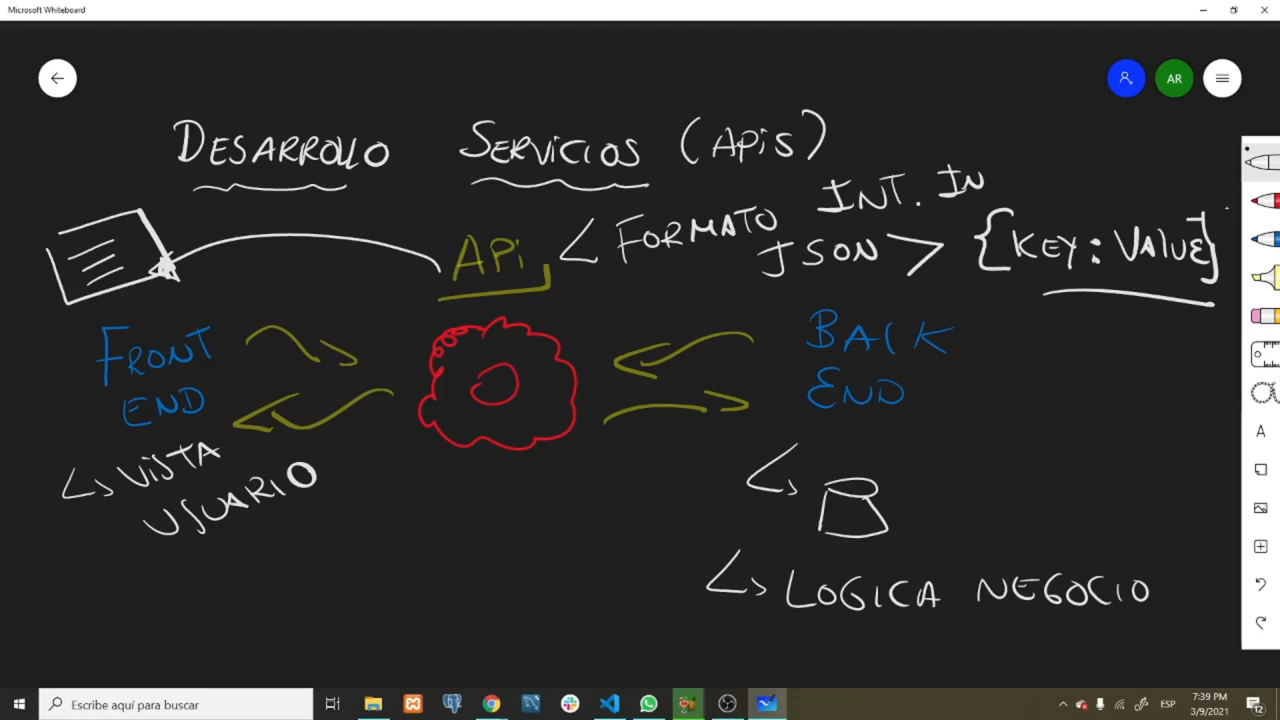 Microsoft Whiteboard
AR
DESARROLLO SERVICIOS (APIS)
< FORMATO INT. IN
JSON > {KEY: VALUE}
API
FRONT
END
BACK
END
VISTA
USUARIO
LOGICA NEGOCIO
A
Escribe aquí para buscar
ESP
7:39 PM
3/9/2021
12